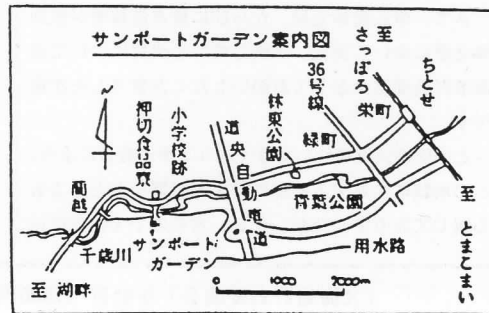 サンポートガーデン案内図
至さぽろ
ちとせ
栄町
36号線
緑町
林東公園
道央自動車道
小学校跡
押切食品寮
蘭越
青葉公園
至とまこまい
サンポートガーデン
千歳川
用水路
至湖畔
0 1000 2000m